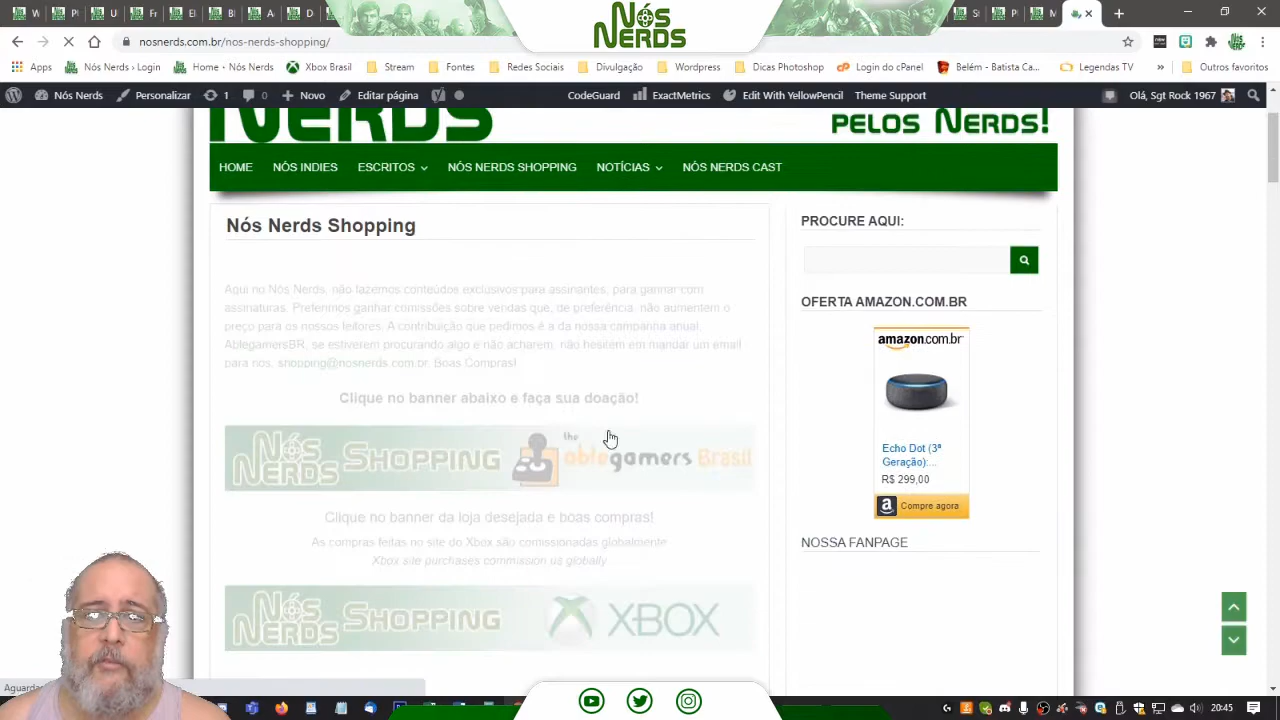 Nós
NERDS
nosnerds.com.br/nos-nerds-shopping/
Apps
Nós Nerds › Login
Home - Nós Nerds
Xbox Brasil
Stream
Fontes
Redes Sociais
Divulgação
Wordpress
Dicas Photoshop
Login do cPanel
Belém - Batista Ca...
Legendas TV
»
Outros favoritos
Nós Nerds
Personalizar
1
0
Novo
Editar página
CodeGuard
ExactMetrics
Edit With YellowPencil
Theme Support
Olá, Sgt Rock 1967
NERDS
PELOS NERDS!
HOME
NÓS INDIES
ESCRITOS
NÓS NERDS SHOPPING
NOTÍCIAS
NÓS NERDS CAST
Nós Nerds Shopping
Aqui no Nós Nerds, não fazemos conteúdos exclusivos para assinantes, para ganhar com
assinaturas. Preferimos ganhar comissões sobre vendas que, de preferência, não aumentem o
preço para os nossos leitores. A contribuição que pedimos é a da nossa campanha anual,
AblegamersBR, se estiverem procurando algo e não acharem, não hesitem em mandar um email
para nos, shopping@nosnerds.com.br. Boas Compras!
Clique no banner abaixo e faça sua doação!
Nós NERDS SHOPPING the ablegamers Brasil
Clique no banner da loja desejada e boas compras!
As compras feitas no site do Xbox são comissionadas globalmente
Xbox site purchases commission us globally
Nós NERDS SHOPPING XBOX
PROCURE AQUI:
OFERTA AMAZON.COM.BR
amazon.com.br
Echo Dot (3ª
Geração):...
R$ 299,00
Compre agora
NOSSA FANPAGE
Aguarda
20:45